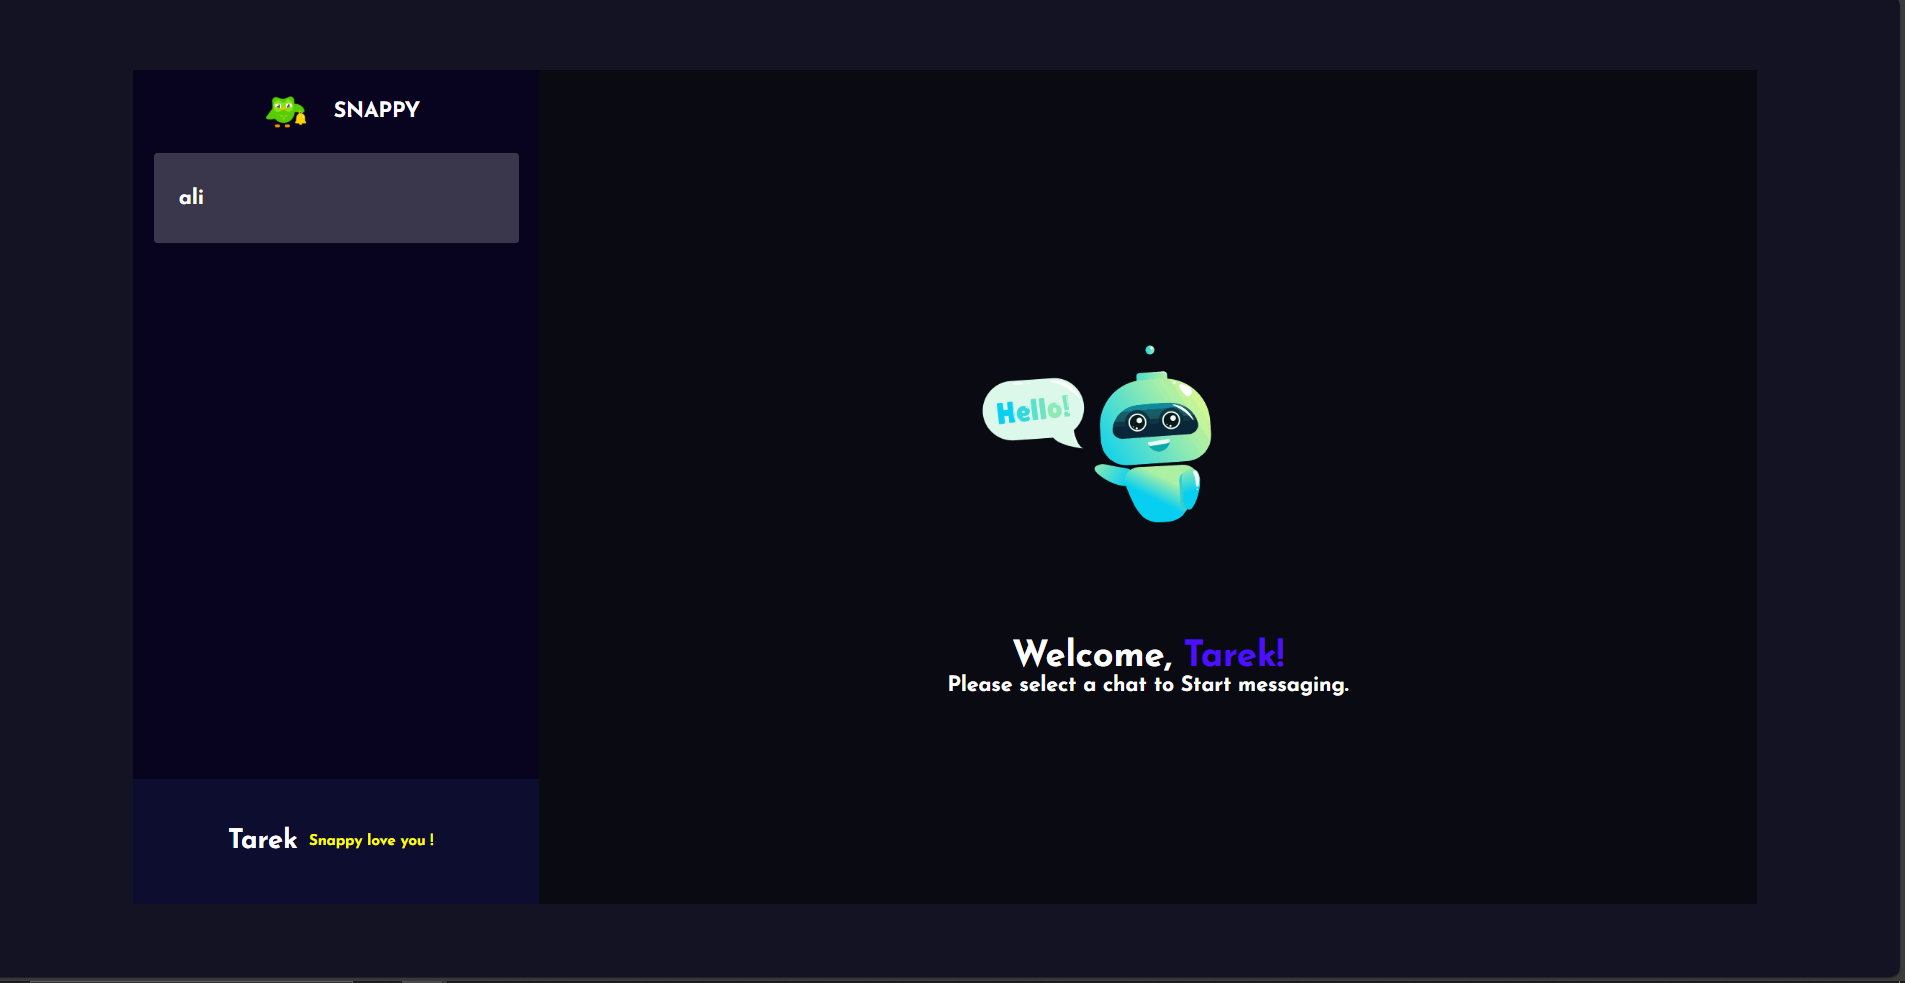 SNAPPY
ali
Hello!
Welcome, Tarek!
Please select a chat to Start messaging.
Tarek Snappy love you !